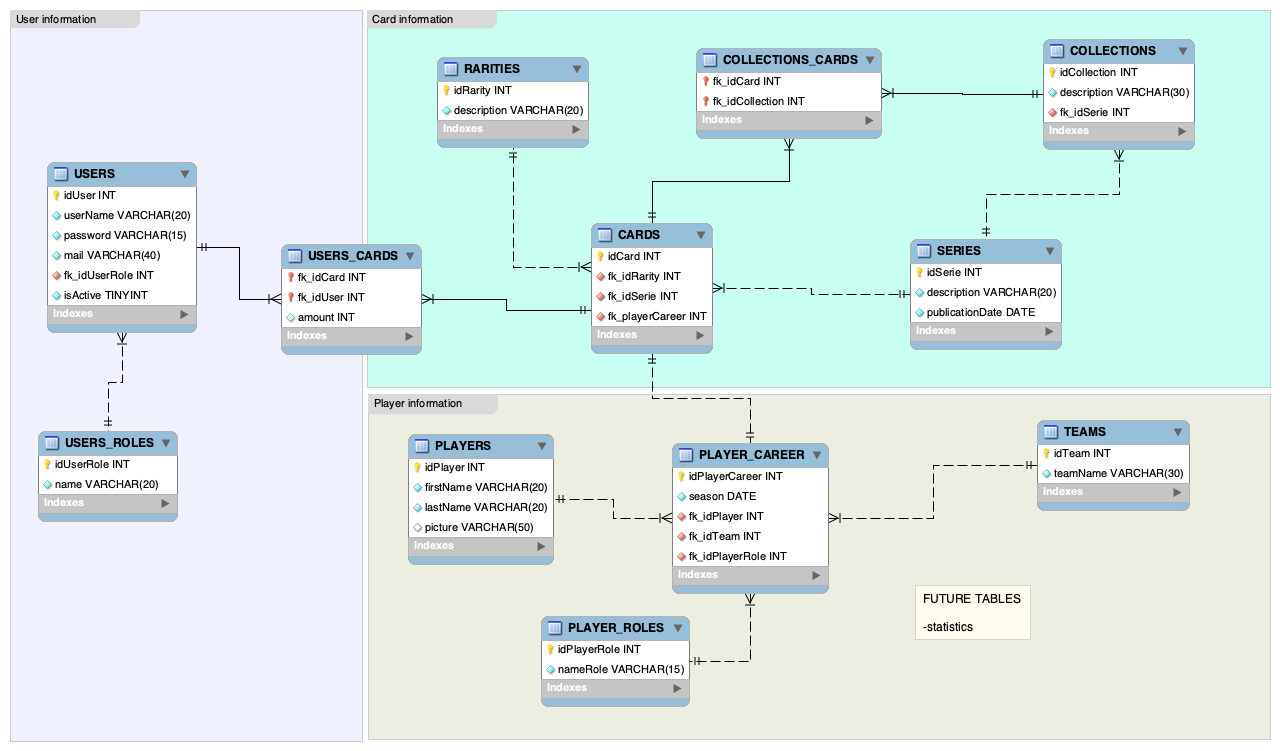 User information
USERS
idUser INT
userName VARCHAR(20)
password VARCHAR(15)
mail VARCHAR(40)
fk_idUserRole INT
isActive TINYINT
Indexes
USERS_ROLES
idUserRole INT
name VARCHAR(20)
Indexes
USERS_CARDS
fk_idCard INT
fk_idUser INT
amount INT
Indexes
Card information
RARITIES
idRarity INT
description VARCHAR(20)
Indexes
COLLECTIONS_CARDS
fk_idCard INT
fk_idCollection INT
Indexes
COLLECTIONS
idCollection INT
description VARCHAR(30)
fk_idSerie INT
Indexes
CARDS
idCard INT
fk_idRarity INT
fk_idSerie INT
fk_playerCareer INT
Indexes
SERIES
idSerie INT
description VARCHAR(20)
publicationDate DATE
Indexes
Player information
PLAYERS
idPlayer INT
firstName VARCHAR(20)
lastName VARCHAR(20)
picture VARCHAR(50)
Indexes
PLAYER_CAREER
idPlayerCareer INT
season DATE
fk_idPlayer INT
fk_idTeam INT
fk_idPlayerRole INT
Indexes
TEAMS
idTeam INT
teamName VARCHAR(30)
Indexes
PLAYER_ROLES
idPlayerRole INT
nameRole VARCHAR(15)
Indexes
FUTURE TABLES
-statistics